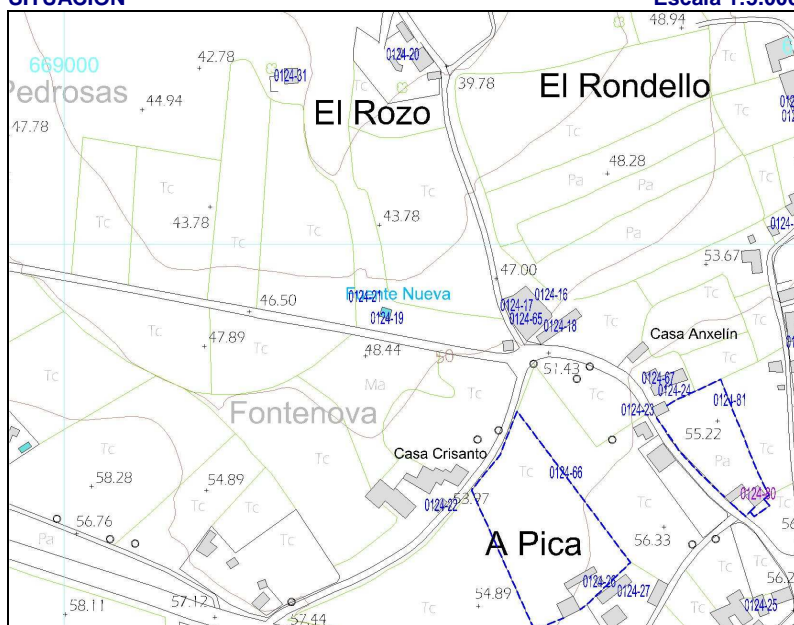 SITUACIÓN
42.78
0124-20
48.94
Tc
669000
0124-31
39.78
El Rondello
Pedrosas
El Rozo
44.94
Tc
47.78
Tc
48.28
Tc
Pa
Tc
43.78
Tc
43.78
Tc
Tc
Pa
53.67
47.00
0124-21
Fuente Nueva
0124-16
0124-17
46.50
0124-19
0124-65
0124-18
Tc
Tc
Casa Anxelín
47.89
48.44
50
51.43
Tc
Ma
Tc
0124-67
0124-24
0124-81
Fontenova
0124-23
55.22
Casa Crisanto
Tc
Tc
Pa
Tc
58.28
54.89
0124-66
0124-22
53.97
Tc
Tc
0124-80
56.76
Pa
Tc
Tc
A Pica
56.33
0124-26
0124-27
58.11
57.12
57.44
54.89
Tc
Tc
0124-25